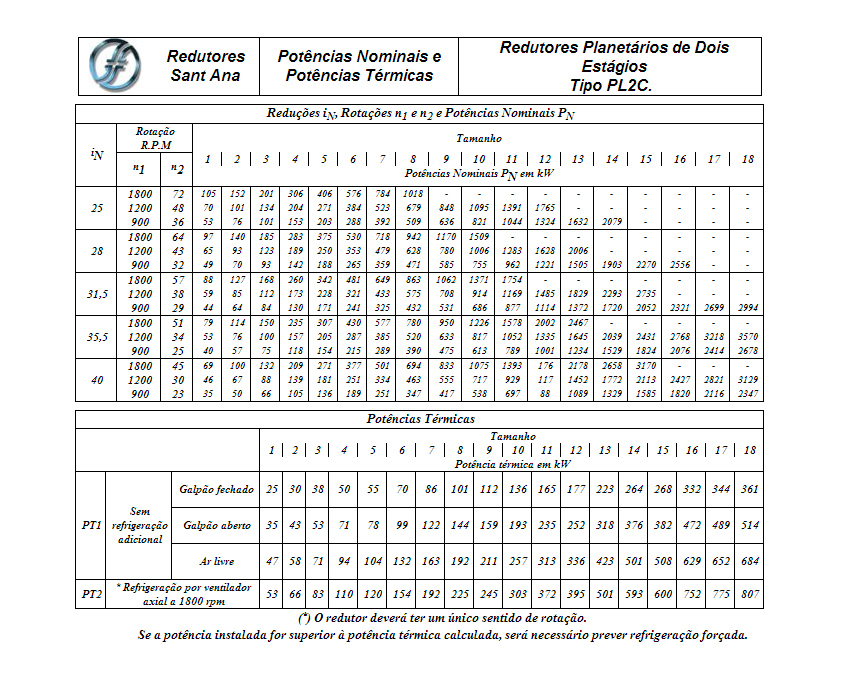 Redutores Sant Ana
Potências Nominais e Potências Térmicas
Redutores Planetários de Dois Estágios Tipo PL2C.
Reduções iN, Rotações n1 e n2 e Potências Nominais PN
iN | Rotação R.P.M | Tamanho
n1 | n2 | 1 | 2 | 3 | 4 | 5 | 6 | 7 | 8 | 9 | 10 | 11 | 12 | 13 | 14 | 15 | 16 | 17 | 18
Potências Nominais PN em kW
25
1800 72 105 152 201 306 406 576 784 1018 - - - - - - - - - -
1200 48 70 101 134 204 271 384 523 679 848 1095 1391 1765 - - - - - -
900 36 53 76 101 153 203 288 392 509 636 821 1044 1324 1632 2079 - - - -
28
1800 64 97 140 185 283 375 530 718 942 1170 1509 - - - - - - - -
1200 43 65 93 123 189 250 353 479 628 780 1006 1283 1628 2006 - - - - -
900 32 49 70 93 142 188 265 359 471 585 755 962 1221 1505 1903 2270 2556 - -
31,5
1800 57 88 127 168 260 342 481 649 863 1062 1371 1754 - - - - - - -
1200 38 59 85 112 173 228 321 433 575 708 914 1169 1485 1829 2293 2735 - - -
900 29 44 64 84 130 171 241 325 432 531 686 877 1114 1372 1720 2052 2321 2699 2994
35,5
1800 51 79 114 150 235 307 430 577 780 950 1226 1578 2002 2467 - - - - -
1200 34 53 76 100 157 205 287 385 520 633 817 1052 1335 1645 2039 2431 2768 3218 3570
900 25 40 57 75 118 154 215 289 390 475 613 789 1001 1234 1529 1824 2076 2414 2678
40
1800 45 69 100 132 209 271 377 501 694 833 1075 1393 176 2178 2658 3170 - - -
1200 30 46 67 88 139 181 251 334 463 555 717 929 117 1452 1772 2113 2427 2821 3129
900 23 35 50 66 105 136 189 251 347 417 538 697 88 1089 1329 1585 1820 2116 2347
Potências Térmicas
Tamanho
1 | 2 | 3 | 4 | 5 | 6 | 7 | 8 | 9 | 10 | 11 | 12 | 13 | 14 | 15 | 16 | 17 | 18
Potência térmica em kW
PT1 Sem refrigeração adicional
Galpão fechado 25 30 38 50 55 70 86 101 112 136 165 177 223 264 268 332 344 361
Galpão aberto 35 43 53 71 78 99 122 144 159 193 235 252 318 376 382 472 489 514
Ar livre 47 58 71 94 104 132 163 192 211 257 313 336 423 501 508 629 652 684
PT2 * Refrigeração por ventilador axial a 1800 rpm 53 66 83 110 120 154 192 225 245 303 372 395 501 593 600 752 775 807
(*) O redutor deverá ter um único sentido de rotação.
Se a potência instalada for superior à potência térmica calculada, será necessário prever refrigeração forçada.